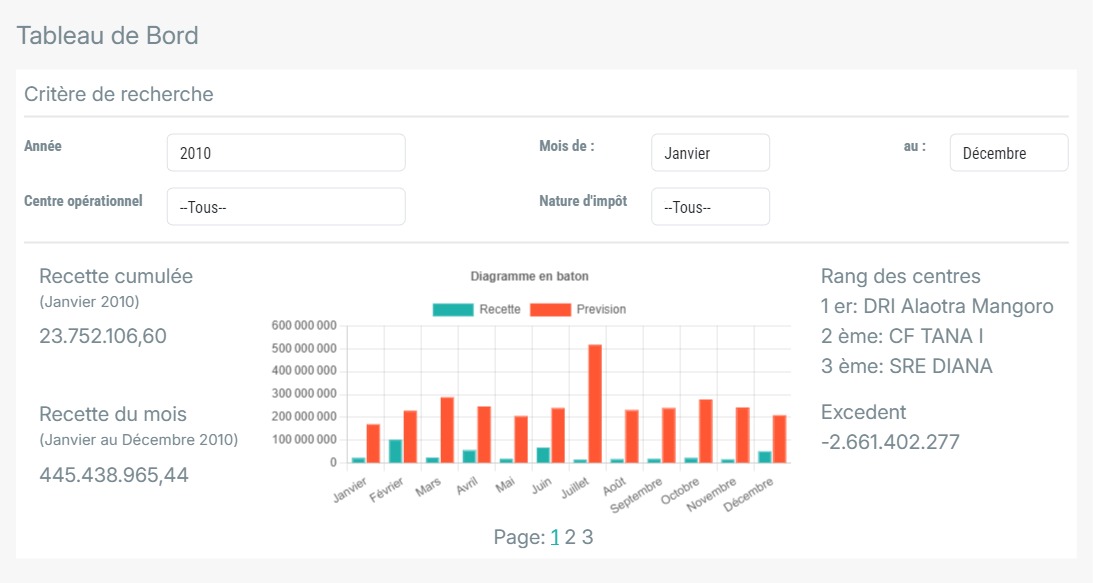 Tableau de Bord
Critère de recherche
Année
2010
Mois de :
Janvier
au :
Décembre
Centre opérationnel
--Tous--
Nature d'impôt
--Tous--
Recette cumulée
(Janvier 2010)
23.752.106,60
Recette du mois
(Janvier au Décembre 2010)
445.438.965,44
Diagramme en baton
Recette
Prevision
600 000 000
500 000 000
400 000 000
300 000 000
200 000 000
100 000 000
0
Janvier
Février
Mars
Avril
Mai
Juin
Juillet
Août
Septembre
Octobre
Novembre
Décembre
Page: 1 2 3
Rang des centres
1 er: DRI Alaotra Mangoro
2 ème: CF TANA I
3 ème: SRE DIANA
Excedent
-2.661.402.277